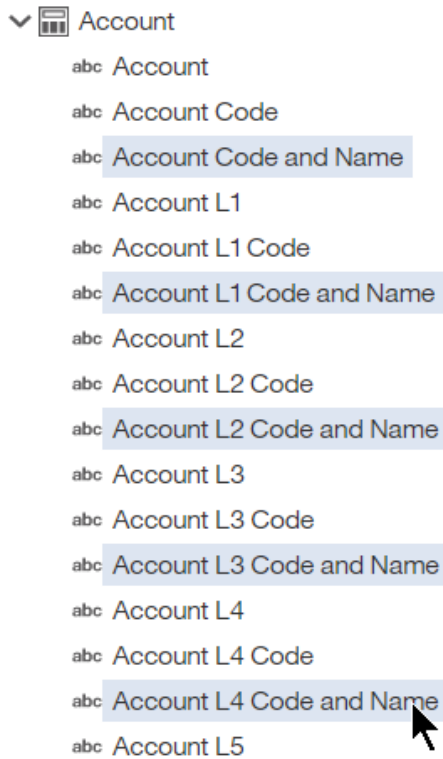 Account
abc Account
abc Account Code
abc Account Code and Name
abc Account L1
abc Account L1 Code
abc Account L1 Code and Name
abc Account L2
abc Account L2 Code
abc Account L2 Code and Name
abc Account L3
abc Account L3 Code
abc Account L3 Code and Name
abc Account L4
abc Account L4 Code
abc Account L4 Code and Name
abc Account L5